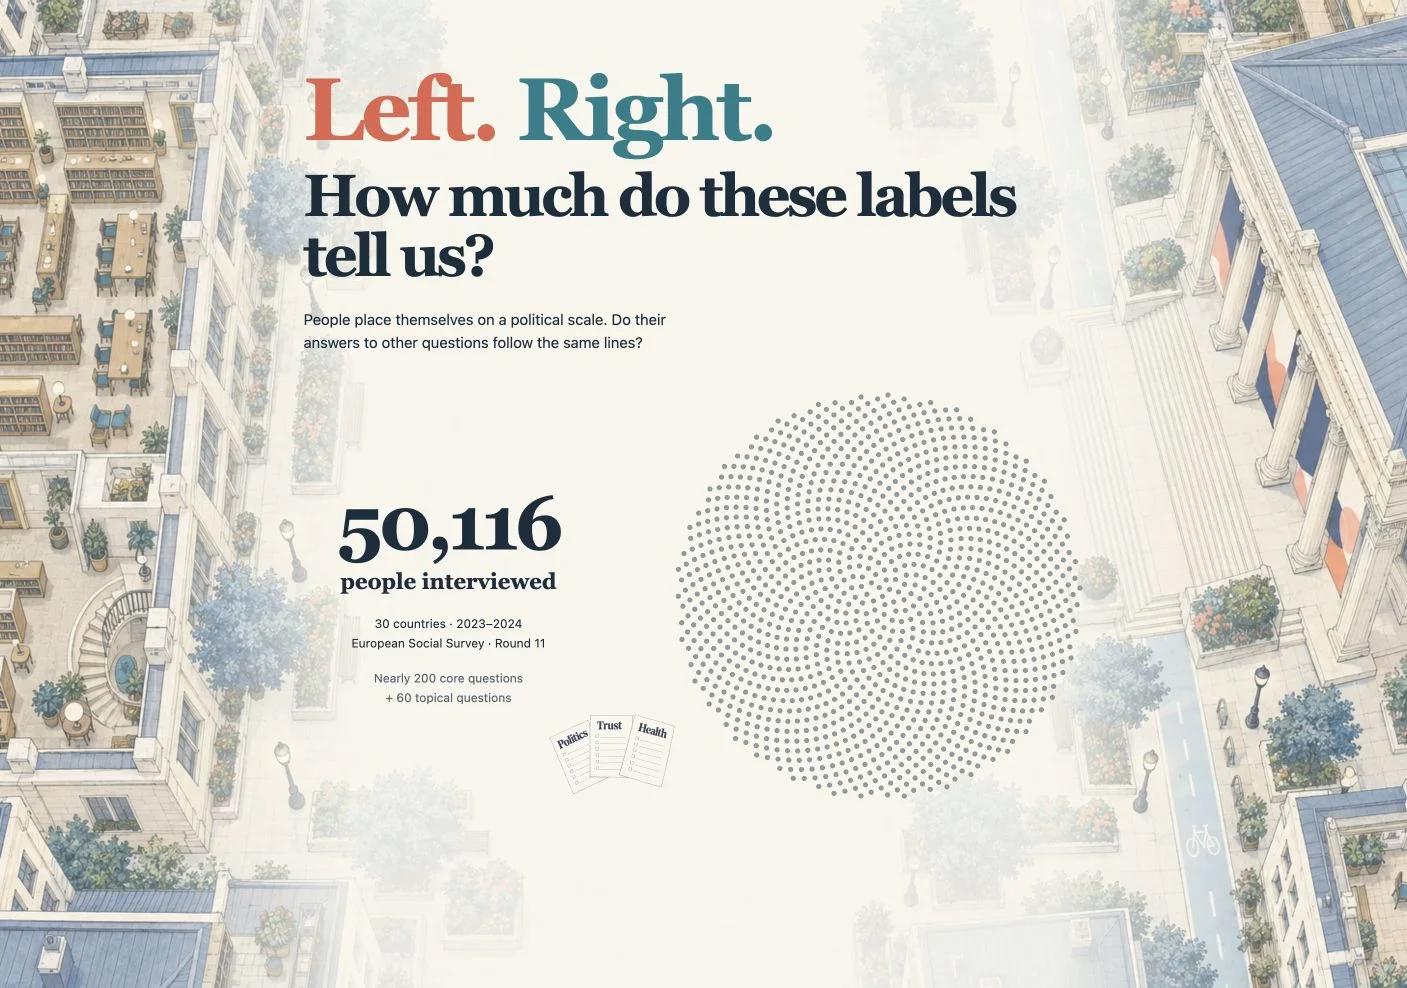 Left. Right.
How much do these labels
tell us?
People place themselves on a political scale. Do their
answers to other questions follow the same lines?
50,116
people interviewed
30 countries · 2023–2024
European Social Survey · Round 11
Nearly 200 core questions
+ 60 topical questions
Politics
Trust
Health